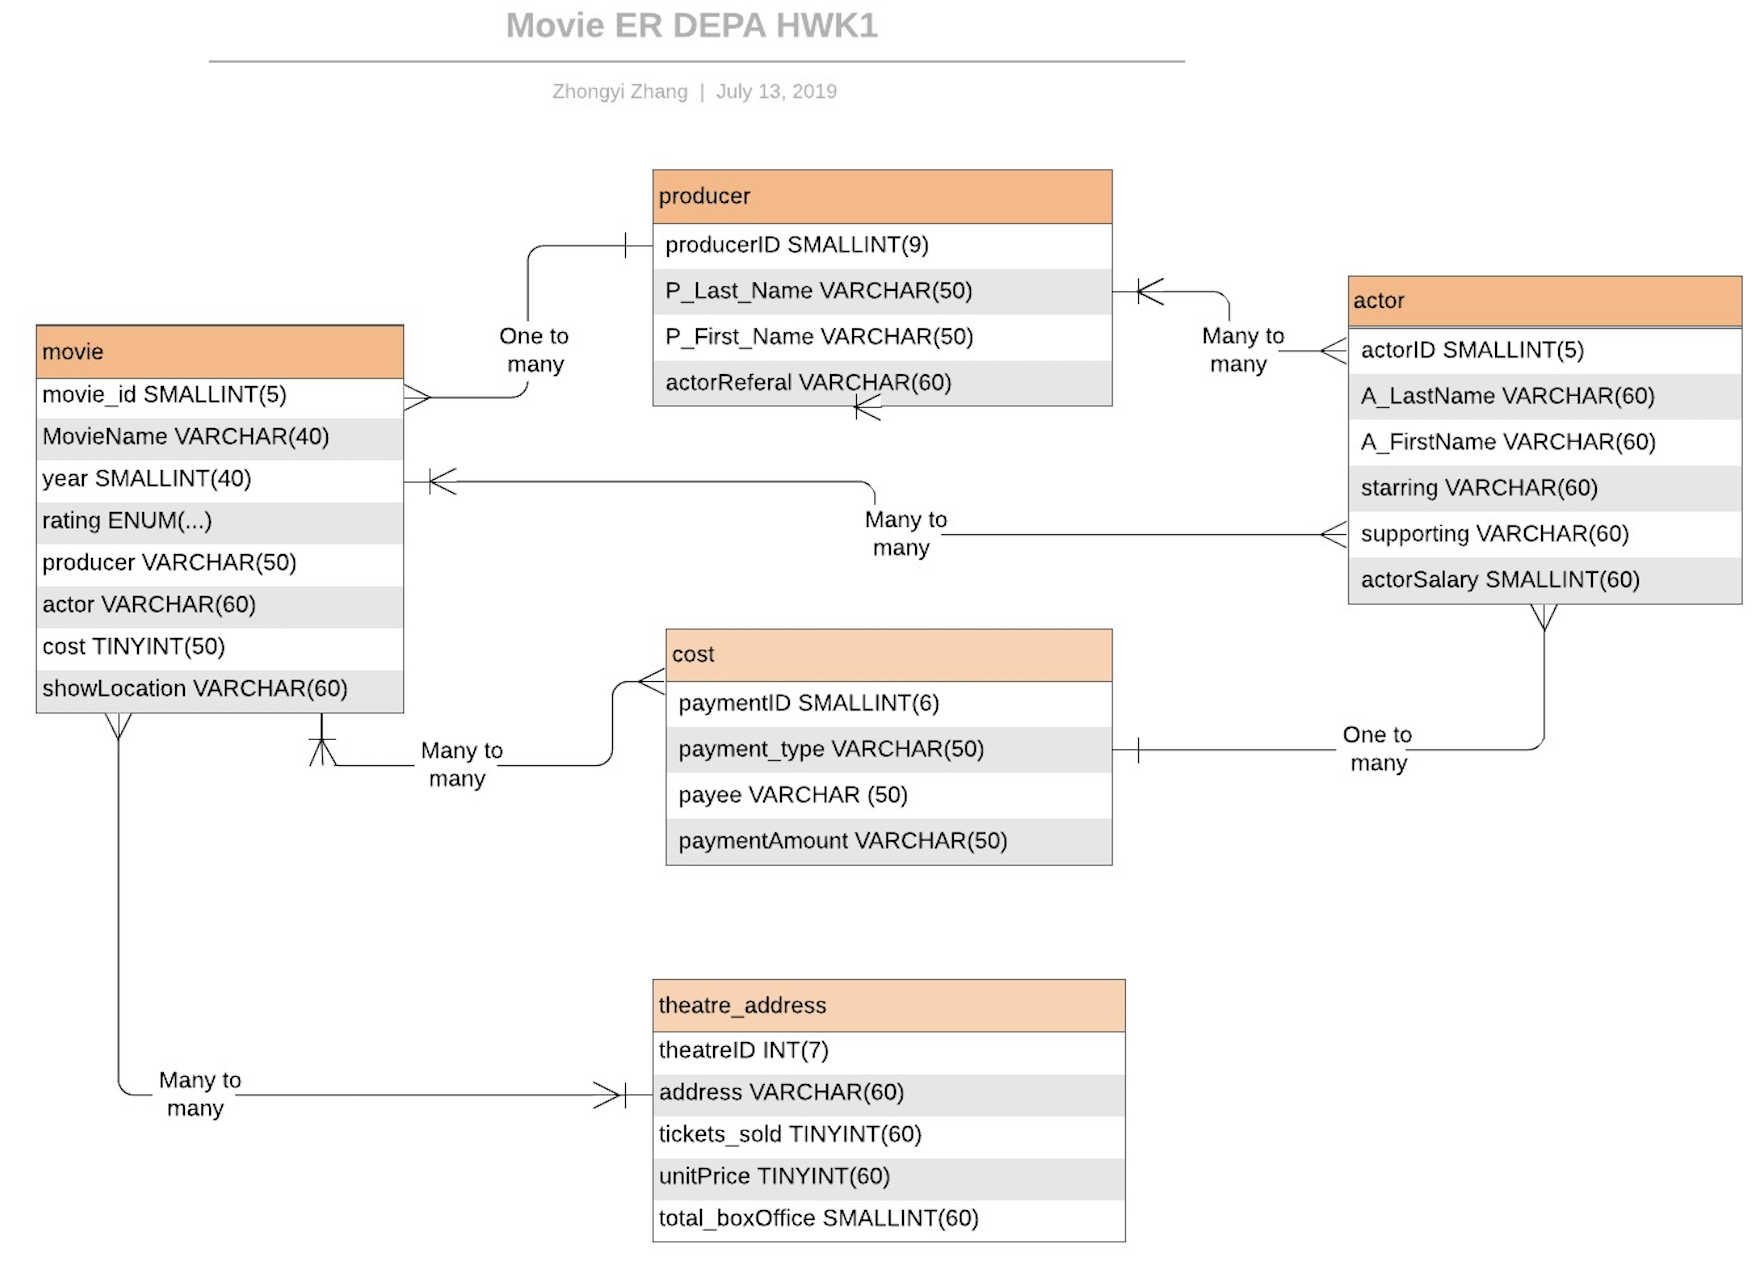 Movie ER DEPA HWK1
Zhongyi Zhang | July 13, 2019
producer
producerID SMALLINT(9)
P_Last_Name VARCHAR(50)
P_First_Name VARCHAR(50)
actorReferal VARCHAR(60)
actor
actorID SMALLINT(5)
A_LastName VARCHAR(60)
A_FirstName VARCHAR(60)
starring VARCHAR(60)
supporting VARCHAR(60)
actorSalary SMALLINT(60)
movie
movie_id SMALLINT(5)
MovieName VARCHAR(40)
year SMALLINT(40)
rating ENUM(...)
producer VARCHAR(50)
actor VARCHAR(60)
cost TINYINT(50)
showLocation VARCHAR(60)
One to
many
Many to
many
Many to
many
cost
paymentID SMALLINT(6)
payment_type VARCHAR(50)
payee VARCHAR (50)
paymentAmount VARCHAR(50)
Many to
many
One to
many
theatre_address
theatreID INT(7)
address VARCHAR(60)
tickets_sold TINYINT(60)
unitPrice TINYINT(60)
total_boxOffice SMALLINT(60)
Many to
many